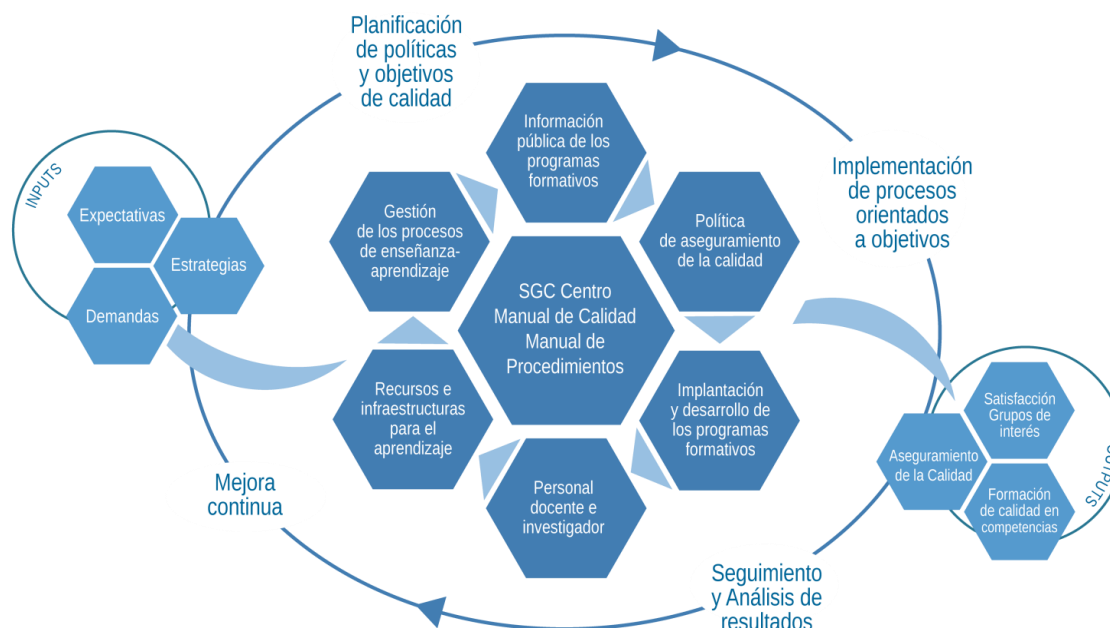 Planificación
de políticas
y objetivos
de calidad
INPUTS
Expectativas
Estrategias
Demandas
Información
pública de los
programas
formativos
Gestión
de los procesos
de enseñanza-
aprendizaje
Política
de aseguramiento
de la calidad
SGC Centro
Manual de Calidad
Manual de
Procedimientos
Recursos e
infraestructuras
para el
aprendizaje
Implantación
y desarrollo de
los programas
formativos
Personal
docente e
investigador
Implementación
de procesos
orientados
a objetivos
Satisfacción
Grupos de
interés
Aseguramiento
de la Calidad
Formación
de calidad en
competencias
OUTPUTS
Mejora
continua
Seguimiento
y Análisis de
resultados